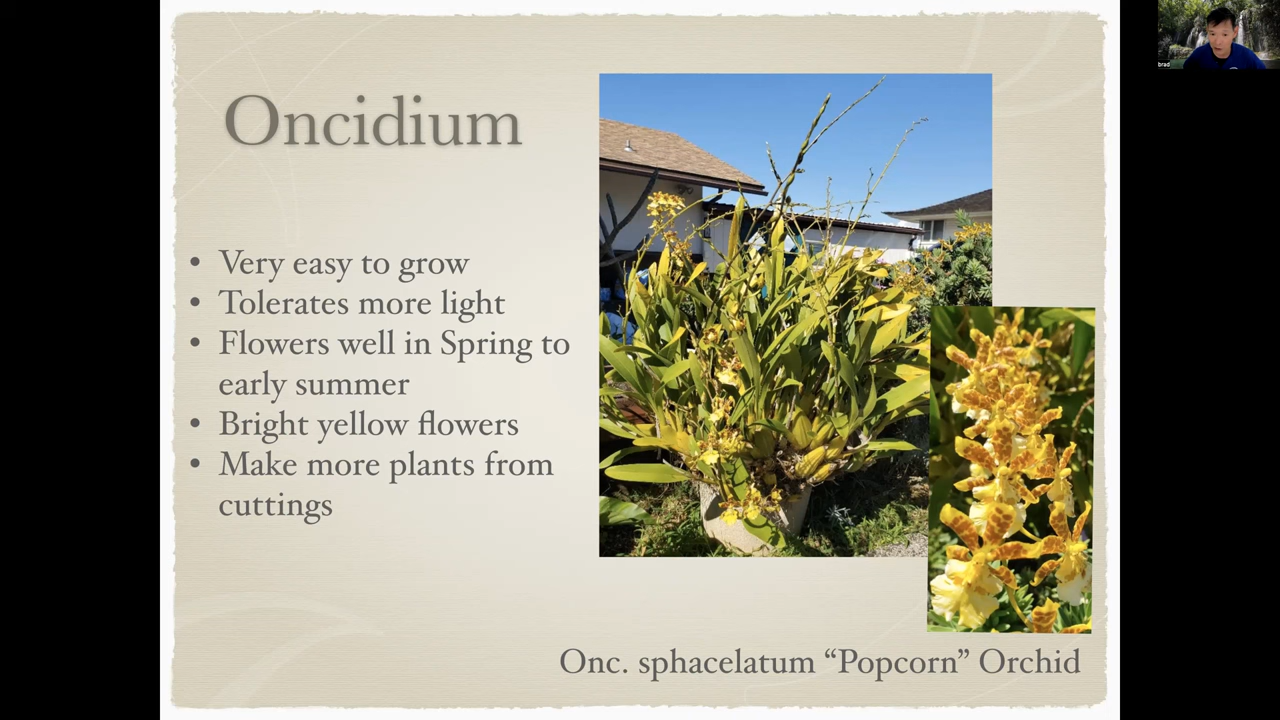 Oncidium
• Very easy to grow
• Tolerates more light
• Flowers well in Spring to
early summer
• Bright yellow flowers
• Make more plants from
cuttings
Onc. sphacelatum “Popcorn” Orchid
brad